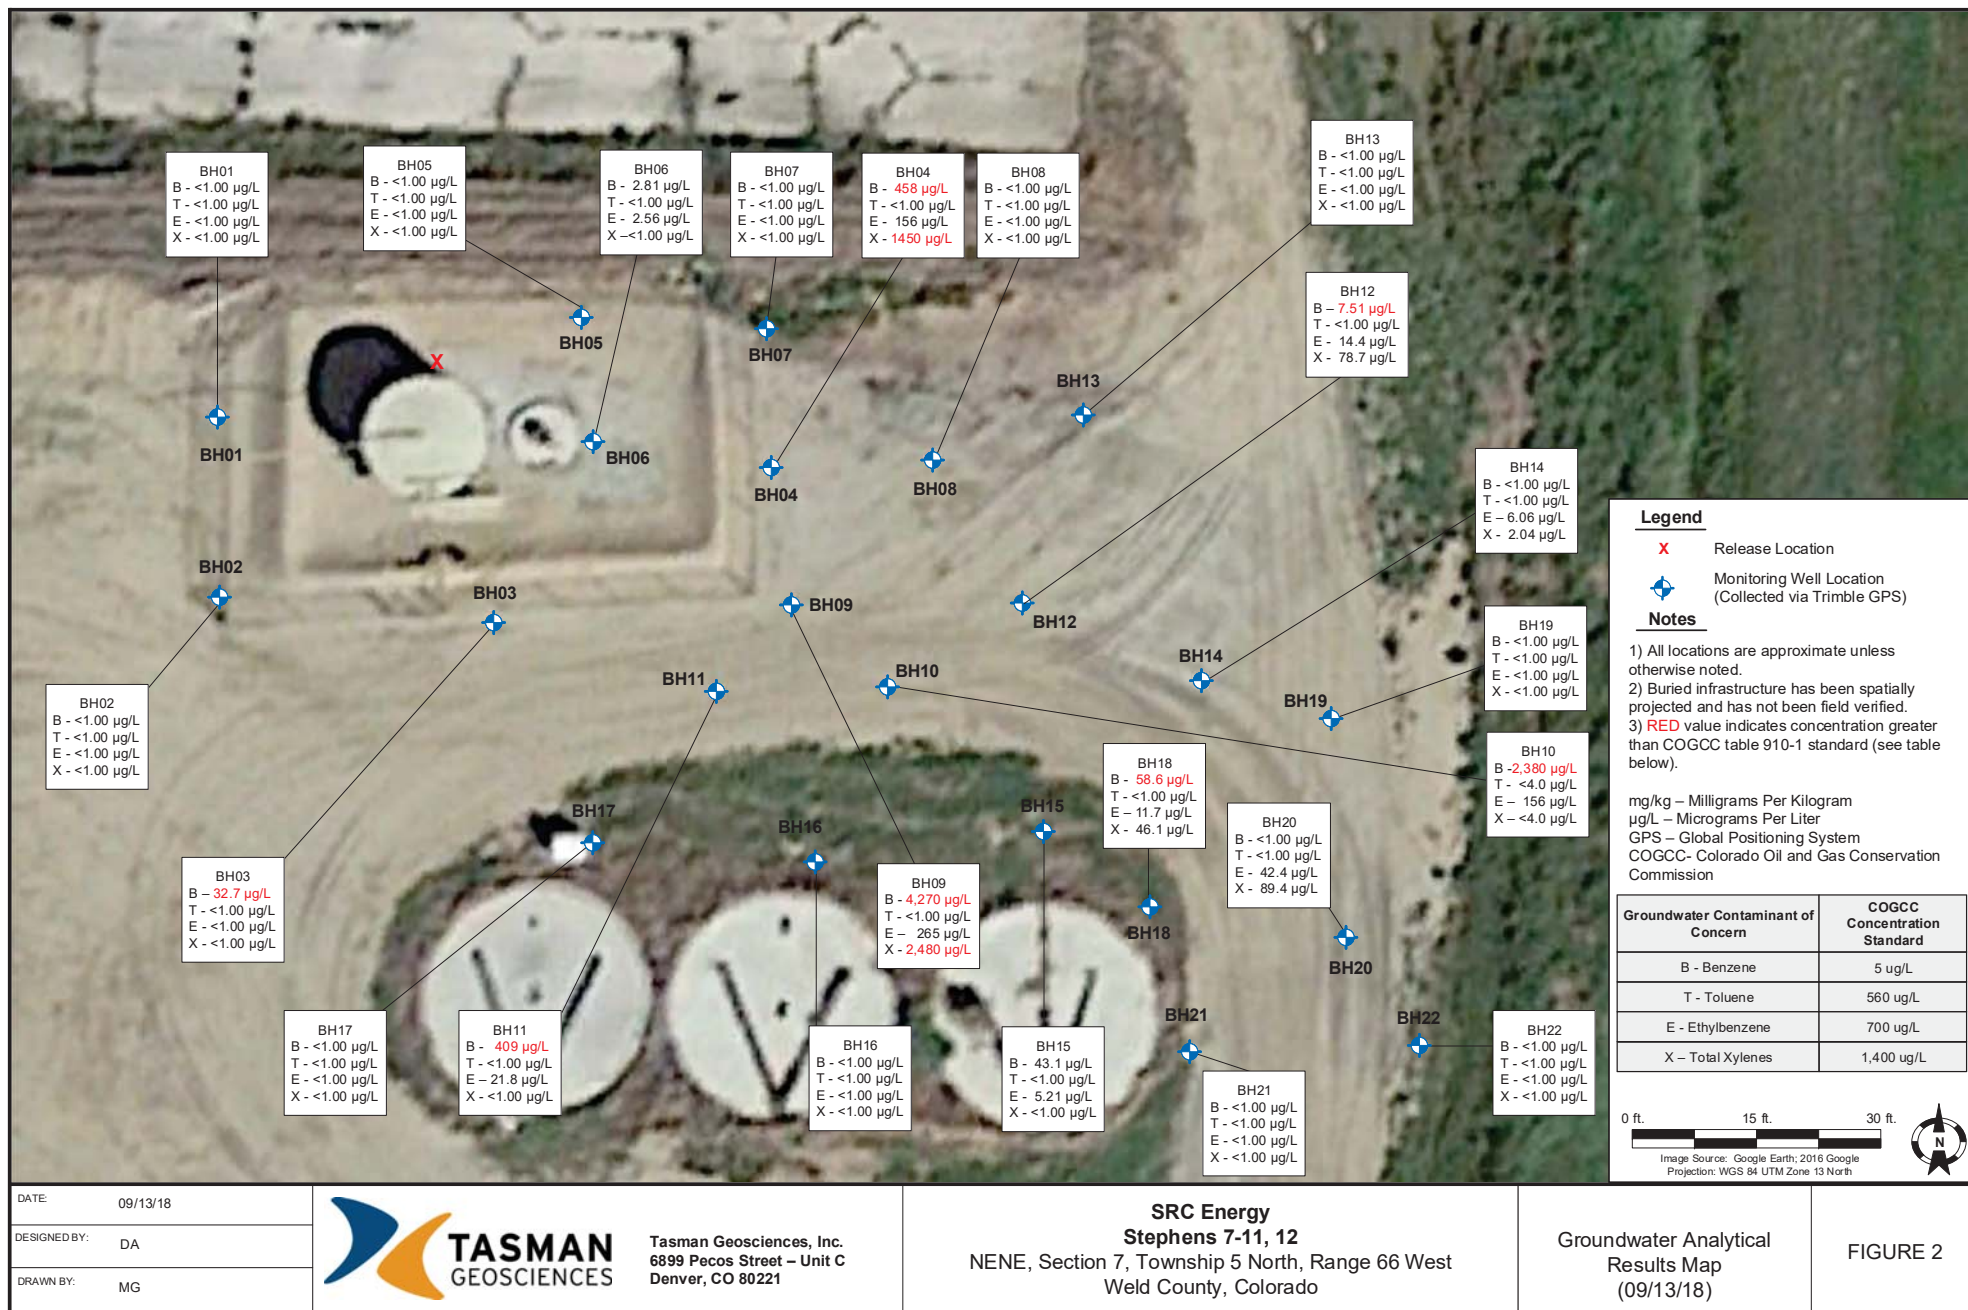 BH01
B - <1.00 µg/L
T - <1.00 µg/L
E - <1.00 µg/L
X - <1.00 µg/L
BH05
B - <1.00 µg/L
T - <1.00 µg/L
E - <1.00 µg/L
X - <1.00 µg/L
BH06
B - 2.81 µg/L
T - <1.00 µg/L
E - 2.56 µg/L
X –<1.00 µg/L
BH07
B - <1.00 µg/L
T - <1.00 µg/L
E - <1.00 µg/L
X - <1.00 µg/L
BH04
B - 458 µg/L
T - <1.00 µg/L
E - 156 µg/L
X - 1450 µg/L
BH08
B - <1.00 µg/L
T - <1.00 µg/L
E - <1.00 µg/L
X - <1.00 µg/L
BH13
B - <1.00 µg/L
T - <1.00 µg/L
E - <1.00 µg/L
X - <1.00 µg/L
BH12
B – 7.51 µg/L
T - <1.00 µg/L
E - 14.4 µg/L
X - 78.7 µg/L
X
BH05
BH07
BH13
BH01
BH06
BH04
BH08
BH14
B - <1.00 µg/L
T - <1.00 µg/L
E – 6.06 µg/L
X - 2.04 µg/L
BH02
BH03
BH09
BH12
BH11
BH10
BH14
BH19
BH19
B - <1.00 µg/L
T - <1.00 µg/L
E - <1.00 µg/L
X - <1.00 µg/L
BH02
B - <1.00 µg/L
T - <1.00 µg/L
E - <1.00 µg/L
X - <1.00 µg/L
BH10
B -2,380 µg/L
T - <4.0 µg/L
E – 156 µg/L
X – <4.0 µg/L
BH18
B - 58.6 µg/L
T - <1.00 µg/L
E – 11.7 µg/L
X - 46.1 µg/L
BH17
BH16
BH15
BH20
B - <1.00 µg/L
T - <1.00 µg/L
E - 42.4 µg/L
X - 89.4 µg/L
BH03
B – 32.7 µg/L
T - <1.00 µg/L
E - <1.00 µg/L
X - <1.00 µg/L
BH09
B - 4,270 µg/L
T - <1.00 µg/L
E – 265 µg/L
X - 2,480 µg/L
BH18
BH20
BH21
BH22
BH17
B - <1.00 µg/L
T - <1.00 µg/L
E - <1.00 µg/L
X - <1.00 µg/L
BH11
B - 409 µg/L
T - <1.00 µg/L
E – 21.8 µg/L
X - <1.00 µg/L
BH16
B - <1.00 µg/L
T - <1.00 µg/L
E - <1.00 µg/L
X - <1.00 µg/L
BH15
B - 43.1 µg/L
T - <1.00 µg/L
E - 5.21 µg/L
X - <1.00 µg/L
BH21
B - <1.00 µg/L
T - <1.00 µg/L
E - <1.00 µg/L
X - <1.00 µg/L
BH22
B - <1.00 µg/L
T - <1.00 µg/L
E - <1.00 µg/L
X - <1.00 µg/L
Legend
X Release Location
Monitoring Well Location
(Collected via Trimble GPS)
Notes
1) All locations are approximate unless
otherwise noted.
2) Buried infrastructure has been spatially
projected and has not been field verified.
3) RED value indicates concentration greater
than COGCC table 910-1 standard (see table
below).
mg/kg – Milligrams Per Kilogram
µg/L – Micrograms Per Liter
GPS – Global Positioning System
COGCC- Colorado Oil and Gas Conservation
Commission
Groundwater Contaminant of
Concern
COGCC
Concentration
Standard
B - Benzene 5 ug/L
T - Toluene 560 ug/L
E - Ethylbenzene 700 ug/L
X – Total Xylenes 1,400 ug/L
0 ft. 15 ft. 30 ft.
Image Source: Google Earth; 2016 Google
Projection: WGS 84 UTM Zone 13 North
N
DATE: 09/13/18
DESIGNED BY: DA
DRAWN BY: MG
TASMAN
GEOSCIENCES
Tasman Geosciences, Inc.
6899 Pecos Street – Unit C
Denver, CO 80221
SRC Energy
Stephens 7-11, 12
NENE, Section 7, Township 5 North, Range 66 West
Weld County, Colorado
Groundwater Analytical
Results Map
(09/13/18)
FIGURE 2